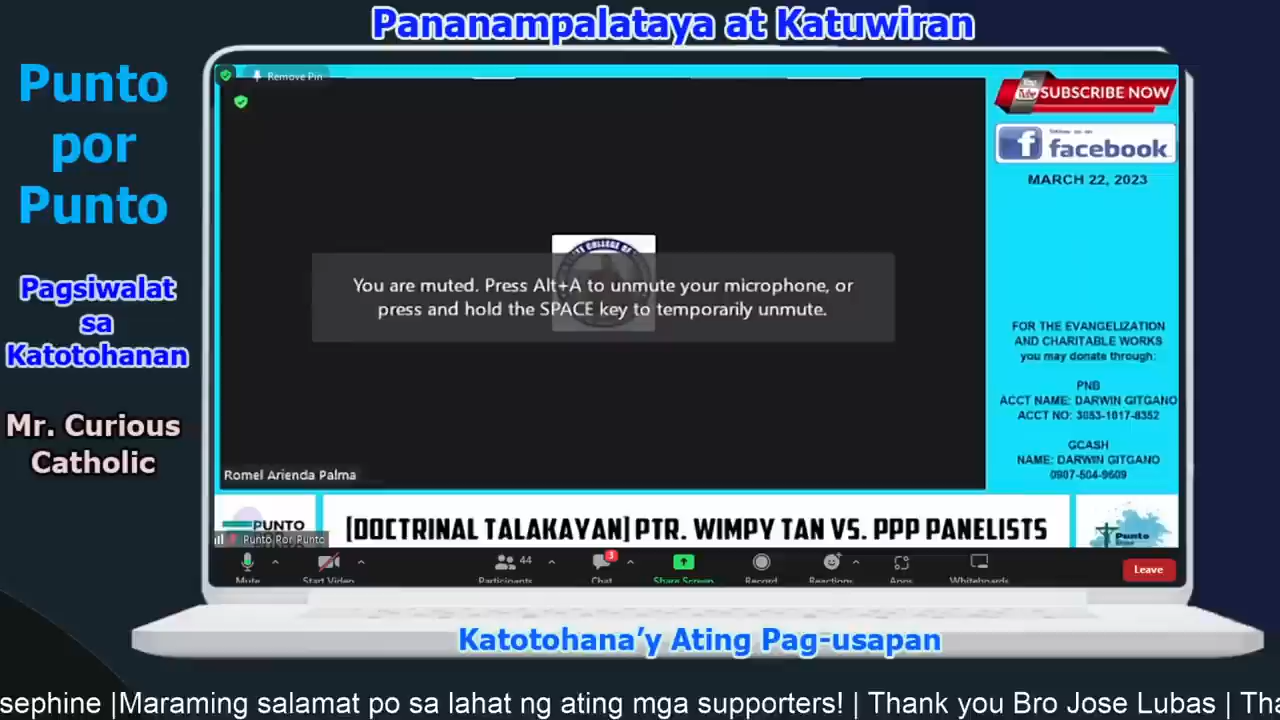 Pananampalataya at Katuwiran
Punto
por
Punto
Pagsiwalat
sa
Katotohanan
Mr. Curious
Catholic
Remove Pin
You are muted. Press Alt+A to unmute your microphone, or
press and hold the SPACE key to temporarily unmute.
Romel Arienda Palma
SUBSCRIBE NOW
facebook
MARCH 22, 2023
FOR THE EVANGELIZATION
AND CHARITABLE WORKS
you may donate through:
PNB
ACCT NAME: DARWIN GITGANO
ACCT NO: 3053-1017-8352
GCASH
NAME: DARWIN GITGANO
0907-504-9609
PUNTO
Punto Por Punto
[DOCTRINAL TALAKAYAN] PTR. WIMPY TAN VS. PPP PANELISTS
Punto
Mute
Start Video
44
Participants
3
Chat
Share Screen
Record
Reactions
Apps
Whiteboards
Leave
Katotohana’y Ating Pag-usapan
sephine |Maraming salamat po sa lahat ng ating mga supporters! | Thank you Bro Jose Lubas | Tha